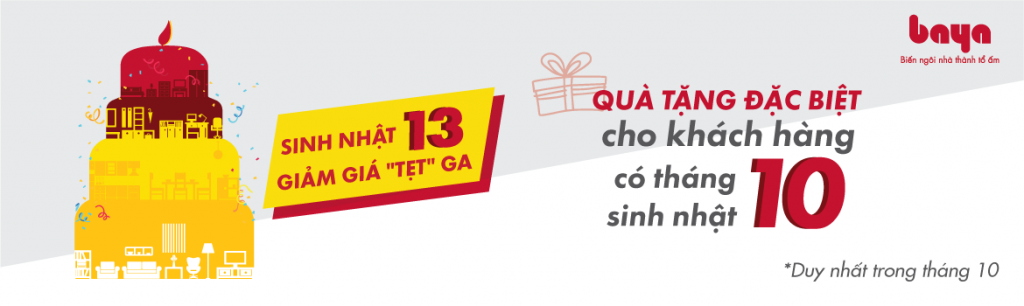 SINH NHẬT 13
GIẢM GIÁ "TẸT" GA
baya
Biến ngôi nhà thành tổ ấm
QUÀ TẶNG ĐẶC BIỆT
cho khách hàng
có tháng
sinh nhật 10
*Duy nhất trong tháng 10